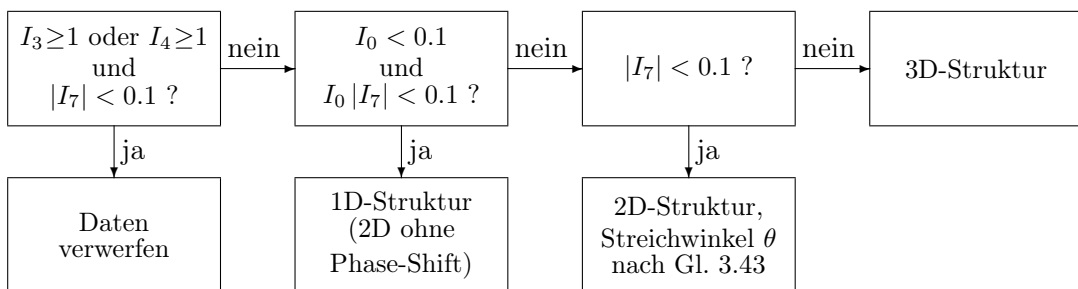 I₃≥1 oder I₄≥1
und
|I₇| < 0.1 ?
nein
I₀ < 0.1
und
I₀ |I₇| < 0.1 ?
nein
|I₇| < 0.1 ?
nein
3D-Struktur
ja
ja
ja
Daten
verwerfen
1D-Struktur
(2D ohne
Phase-Shift)
2D-Struktur,
Streichwinkel θ
nach Gl. 3.43